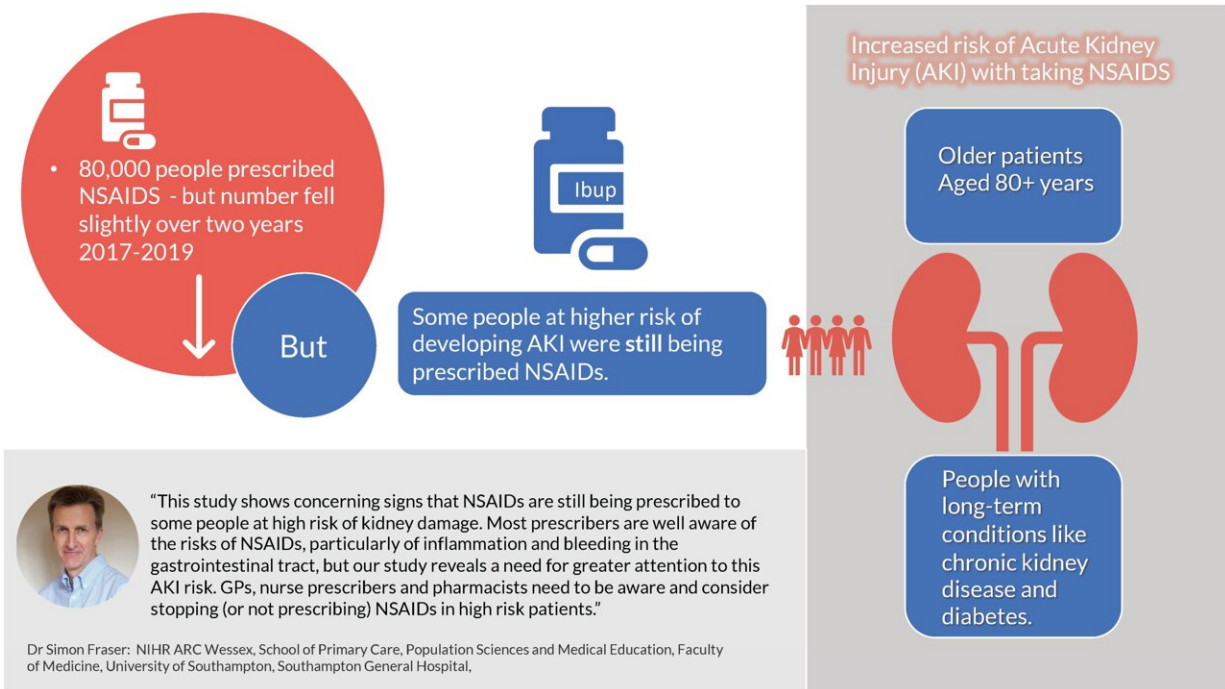 • 80,000 people prescribed
NSAIDS - but number fell
slightly over two years
2017-2019
But
Ibup
Some people at higher risk of
developing AKI were still being
prescribed NSAIDs.
Increased risk of Acute Kidney
Injury (AKI) with taking NSAIDS
Older patients
Aged 80+ years
People with
long-term
conditions like
chronic kidney
disease and
diabetes.
“This study shows concerning signs that NSAIDs are still being prescribed to
some people at high risk of kidney damage. Most prescribers are well aware of
the risks of NSAIDs, particularly of inflammation and bleeding in the
gastrointestinal tract, but our study reveals a need for greater attention to this
AKI risk. GPs, nurse prescribers and pharmacists need to be aware and consider
stopping (or not prescribing) NSAIDs in high risk patients.”
Dr Simon Fraser: NIHR ARC Wessex, School of Primary Care, Population Sciences and Medical Education, Faculty
of Medicine, University of Southampton, Southampton General Hospital,